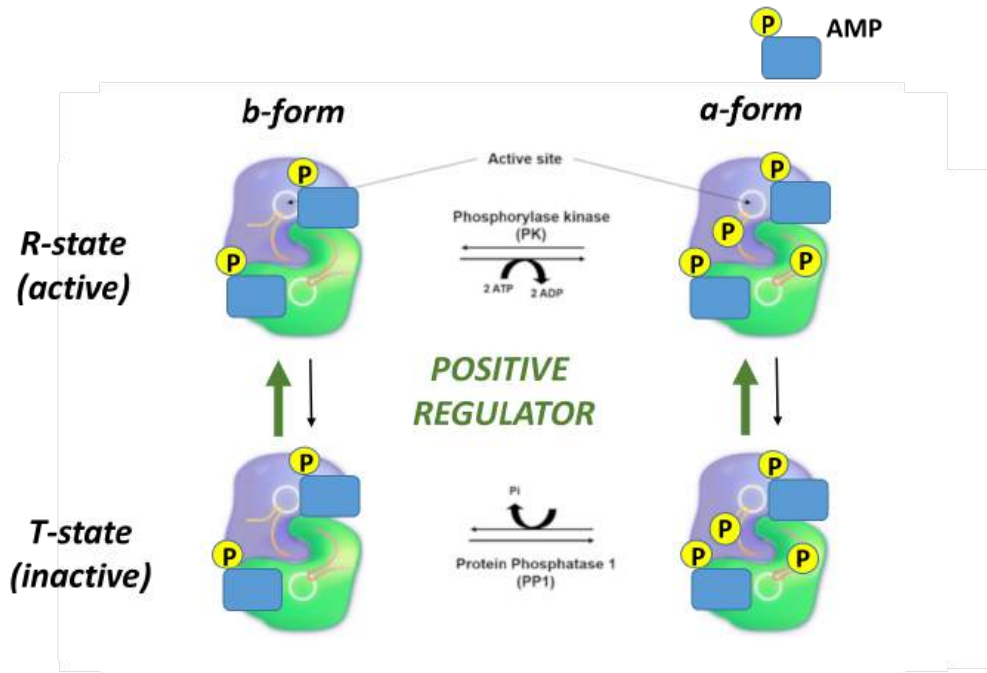 P
AMP
b-form
a-form
P
Active site
P
R-state
(active)
Phosphorylase kinase
(PK)
P
P
P
P
2 ATP
2 ADP
POSITIVE
REGULATOR
P
P
T-state
(inactive)
Pi
P
P
P
P
Protein Phosphatase 1
(PP1)